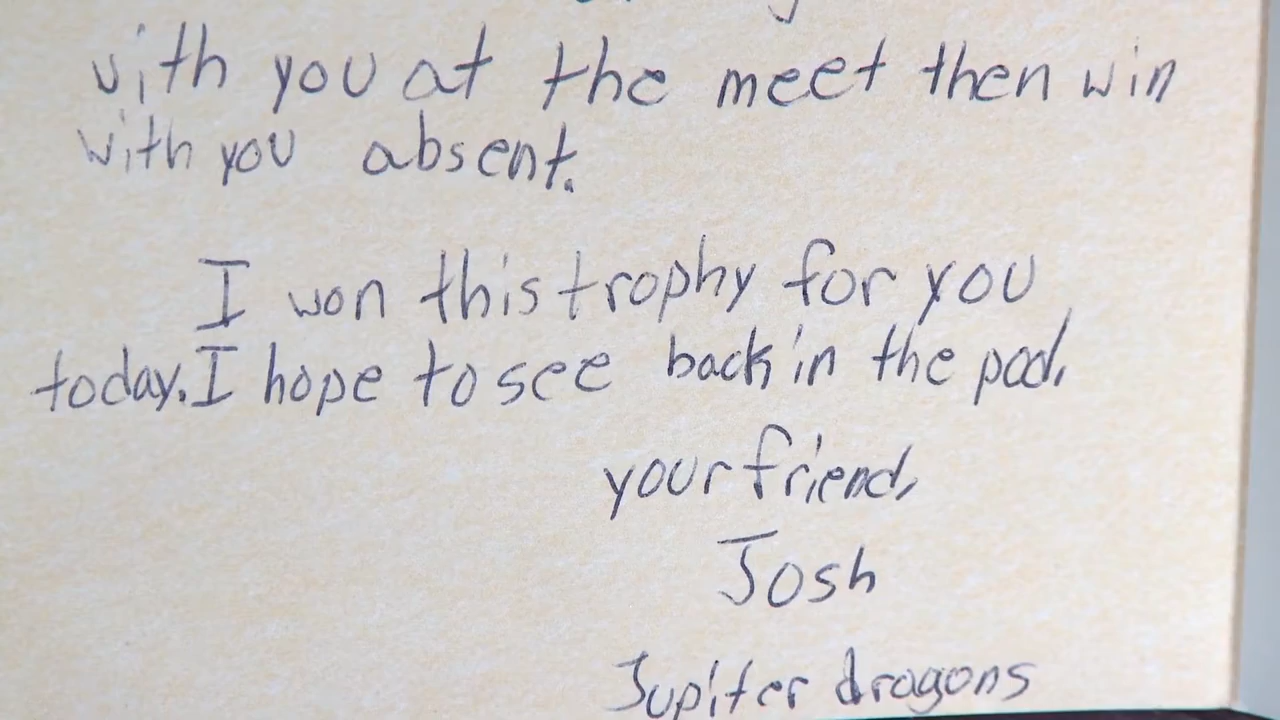 with you at the meet then win
with you absent.
I won this trophy for you
today. I hope to see back in the pool.
your friend,
Josh
Jupiter dragons